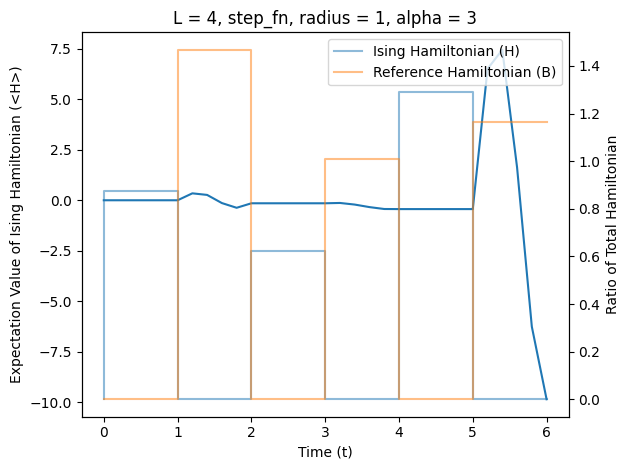 L = 4, step_fn, radius = 1, alpha = 3
Ising Hamiltonian (H)
Reference Hamiltonian (B)
Expectation Value of Ising Hamiltonian (<H>)
7.5
5.0
2.5
0.0
−2.5
−5.0
−7.5
−10.0
1.4
1.2
1.0
0.8
0.6
0.4
0.2
0.0
Ratio of Total Hamiltonian
0 1 2 3 4 5 6
Time (t)